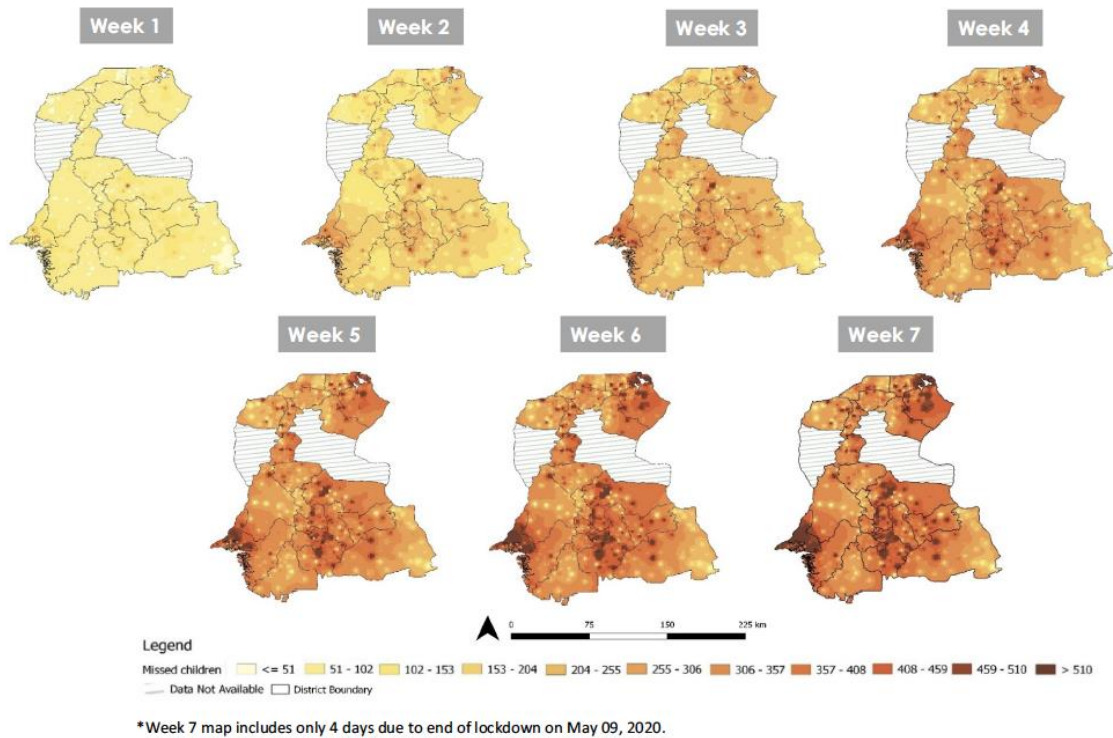 Week 1
Week 2
Week 3
Week 4
Week 5
Week 6
Week 7
0 75 150 225 km
Legend
Missed children <= 51 51 - 102 102 - 153 153 - 204 204 - 255 255 - 306 306 - 357 357 - 408 408 - 459 459 - 510 > 510
Data Not Available District Boundary
*Week 7 map includes only 4 days due to end of lockdown on May 09, 2020.